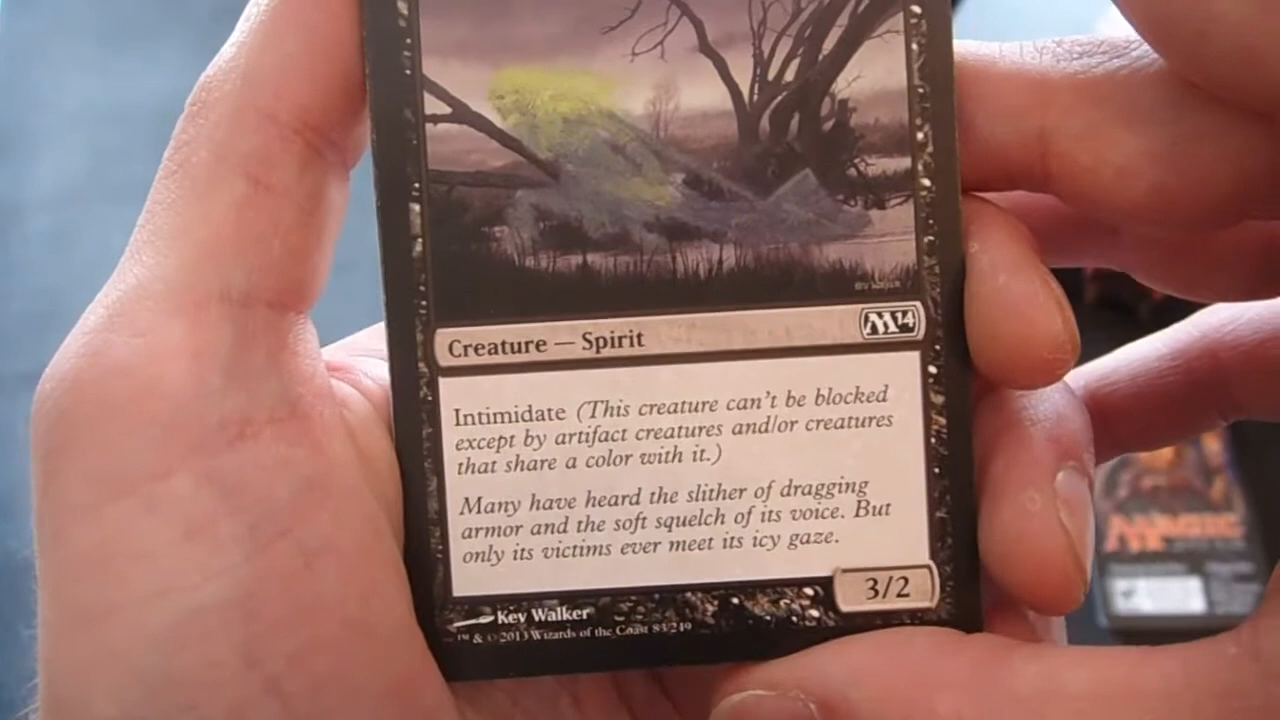 Creature — Spirit
M14
Intimidate (This creature can't be blocked
except by artifact creatures and/or creatures
that share a color with it.)
Many have heard the slither of dragging
armor and the soft squelch of its voice. But
only its victims ever meet its icy gaze.
3/2
Kev Walker
™ & © 2013 Wizards of the Coast 83/249
MAGIC